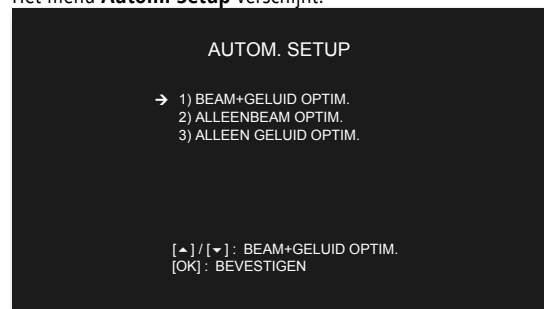 Het menu Autom. Setup verschijnt.
AUTOM. SETUP
➔ 1) BEAM+GELUID OPTIM.
2) ALLEENBEAM OPTIM.
3) ALLEEN GELUID OPTIM.
[▲] / [▼] : BEAM+GELUID OPTIM.
[OK] : BEVESTIGEN